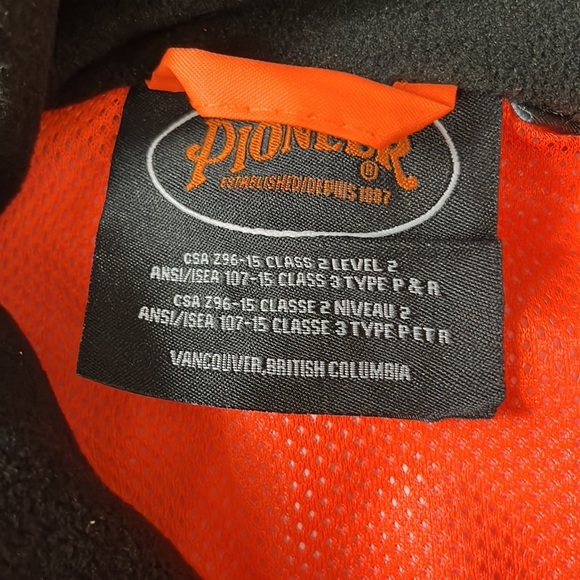 PIONEER®
ESTABLISHED/DEPUIS 1887
CSA Z96-15 CLASS 2 LEVEL 2
ANSI/ISEA 107-15 CLASS 3 TYPE P & R
CSA Z96-15 CLASSE 2 NIVEAU 2
ANSI/ISEA 107-15 CLASSE 3 TYPE P ET R
VANCOUVER, BRITISH COLUMBIA